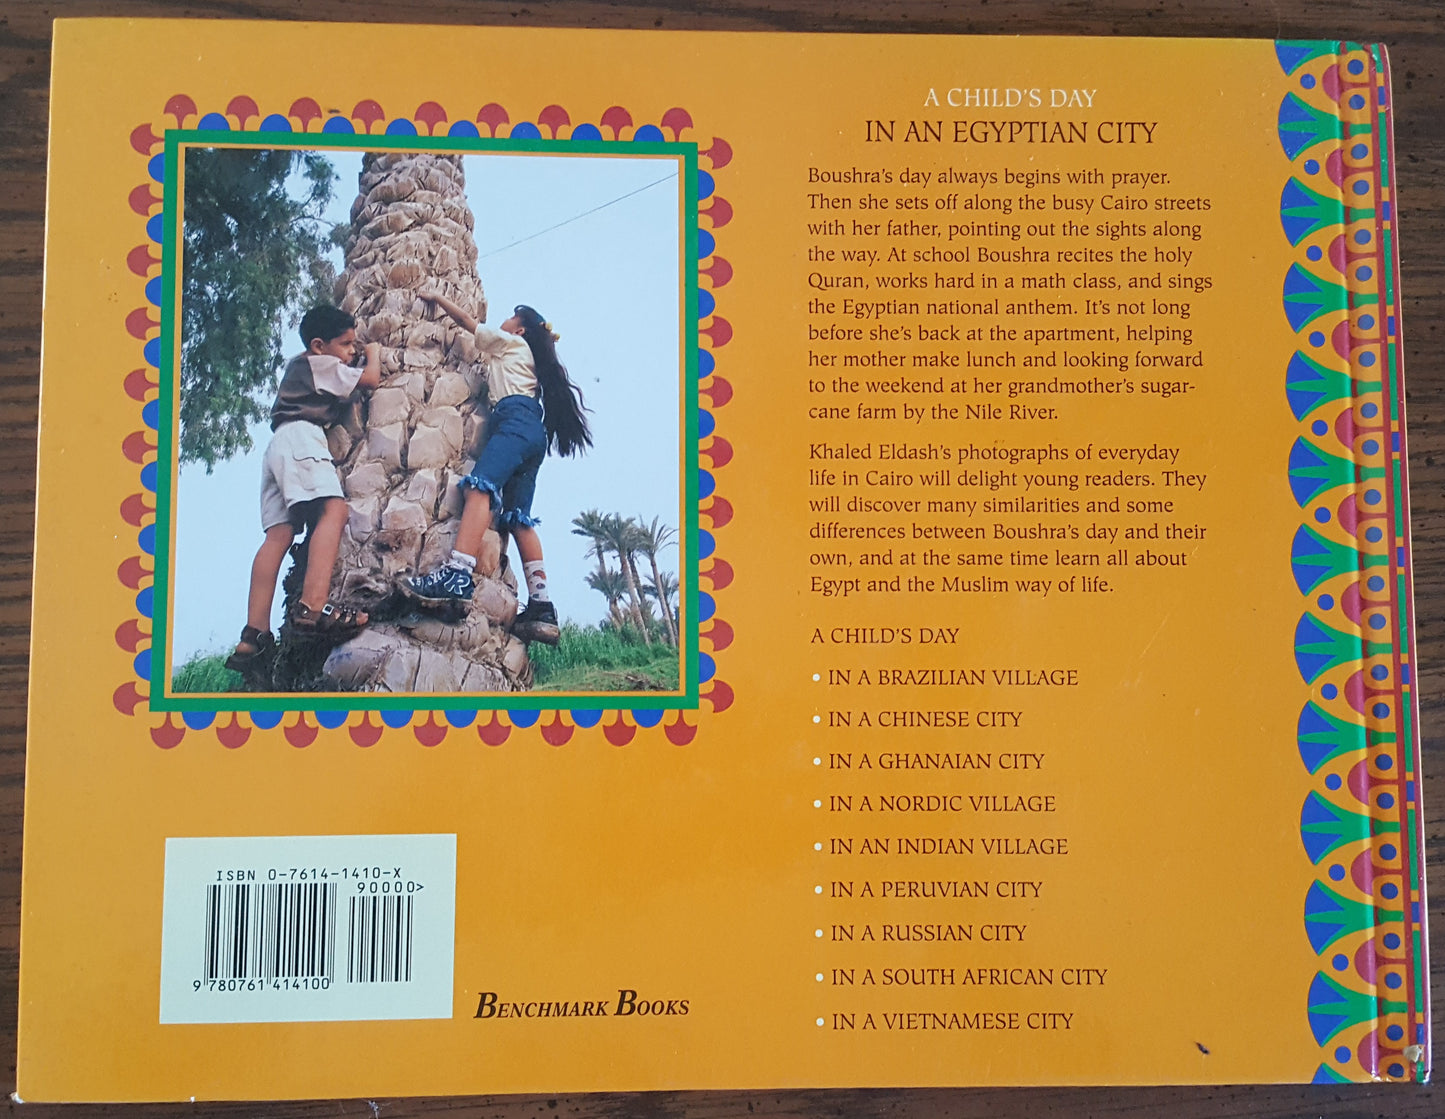 A CHILD'S DAY
IN AN EGYPTIAN CITY
Boushra's day always begins with prayer.
Then she sets off along the busy Cairo streets
with her father, pointing out the sights along
the way. At school Boushra recites the holy
Quran, works hard in a math class, and sings
the Egyptian national anthem. It's not long
before she's back at the apartment, helping
her mother make lunch and looking forward
to the weekend at her grandmother's sugar-
cane farm by the Nile River.
Khaled Eldash's photographs of everyday
life in Cairo will delight young readers. They
will discover many similarities and some
differences between Boushra's day and their
own, and at the same time learn all about
Egypt and the Muslim way of life.
A CHILD'S DAY
• IN A BRAZILIAN VILLAGE
• IN A CHINESE CITY
• IN A GHANAIAN CITY
• IN A NORDIC VILLAGE
• IN AN INDIAN VILLAGE
• IN A PERUVIAN CITY
• IN A RUSSIAN CITY
• IN A SOUTH AFRICAN CITY
• IN A VIETNAMESE CITY
ISBN 0-7614-1410-X
90000>
9 780761 414100
BENCHMARK BOOKS